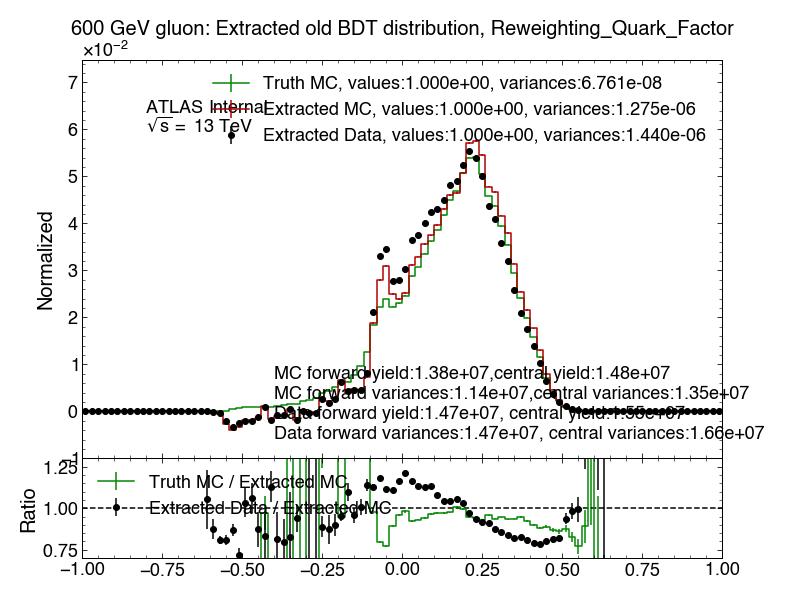 600 GeV gluon: Extracted old BDT distribution, Reweighting_Quark_Factor
×10⁻²
Truth MC, values:1.000e+00, variances:6.761e-08
ATLAS Internal
Extracted MC, values:1.000e+00, variances:1.275e-06
√s = 13 TeV
Extracted Data, values:1.000e+00, variances:1.440e-06
7
6
5
4
3
2
1
0
−1
Normalized
MC forward yield:1.38e+07,central yield:1.48e+07
MC forward variances:1.14e+07,central variances:1.35e+07
Data forward yield:1.47e+07, central yield:
Data forward variances:1.47e+07, central variances:1.66e+07
1.25
1.00
0.75
Ratio
Truth MC / Extracted MC
Extracted Data / Extracted MC
−1.00 −0.75 −0.50 −0.25 0.00 0.25 0.50 0.75 1.00